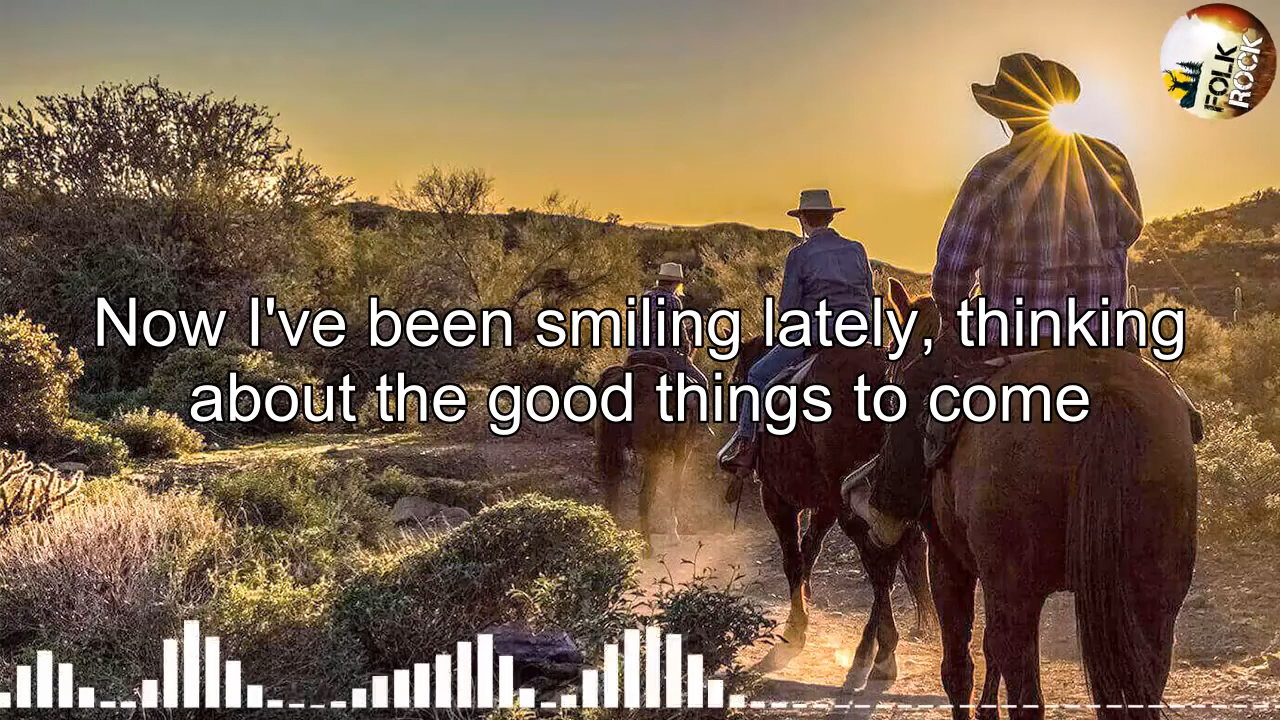 FOLK
ROCK
Now I've been smiling lately, thinking
about the good things to come